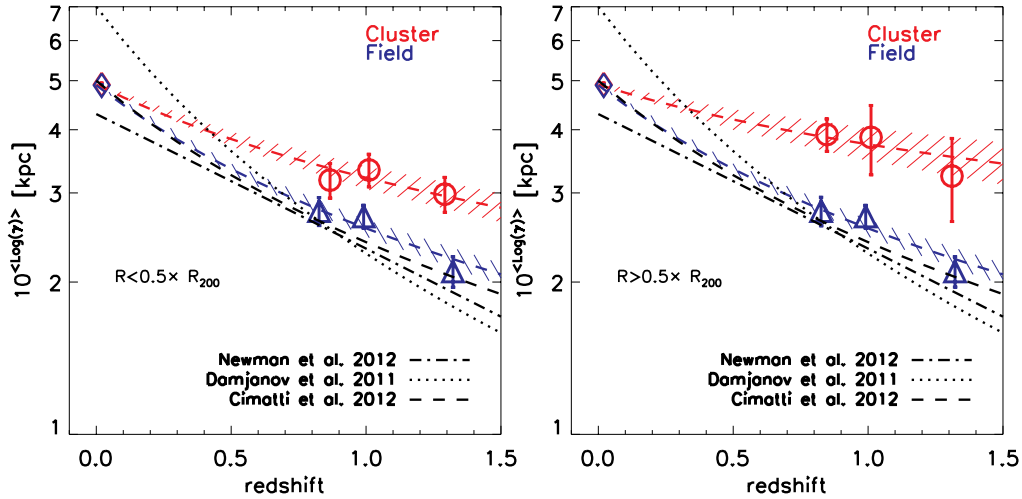 7
5
4
3
2
1
10<Log(γ)> [kpc]
Cluster
Field
R<0.5× R200
Newman et al. 2012
Damjanov et al. 2011
Cimatti et al. 2012
0.0 0.5 1.0 1.5
redshift
7
5
4
3
2
1
10<Log(γ)> [kpc]
Cluster
Field
R>0.5× R200
Newman et al. 2012
Damjanov et al. 2011
Cimatti et al. 2012
0.0 0.5 1.0 1.5
redshift